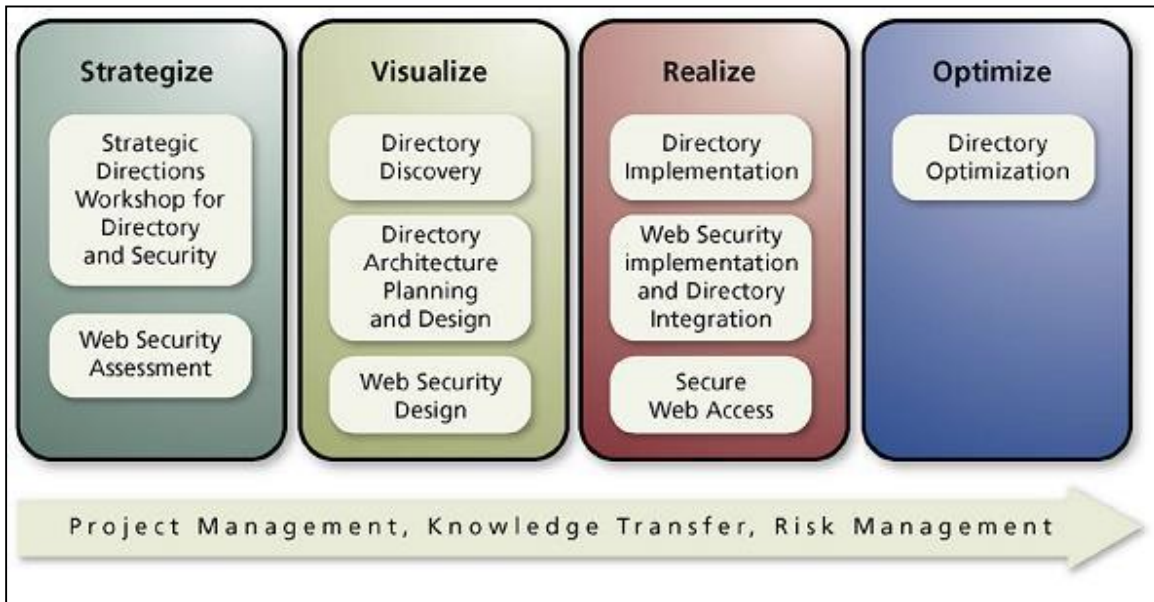 Strategize
Strategic
Directions
Workshop for
Directory
and Security
Web Security
Assessment
Visualize
Directory
Discovery
Directory
Architecture
Planning
and Design
Web Security
Design
Realize
Directory
Implementation
Web Security
implementation
and Directory
Integration
Secure
Web Access
Optimize
Directory
Optimization
Project Management, Knowledge Transfer, Risk Management